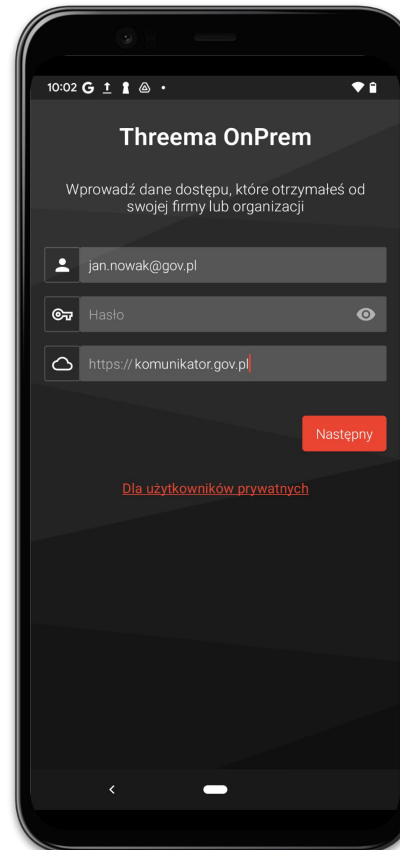 10:02
Threema OnPrem
Wprowadź dane dostępu, które otrzymałeś od
swojej firmy lub organizacji
jan.nowak@gov.pl
Hasło
https://komunikator.gov.pl
Następny
Dla użytkowników prywatnych